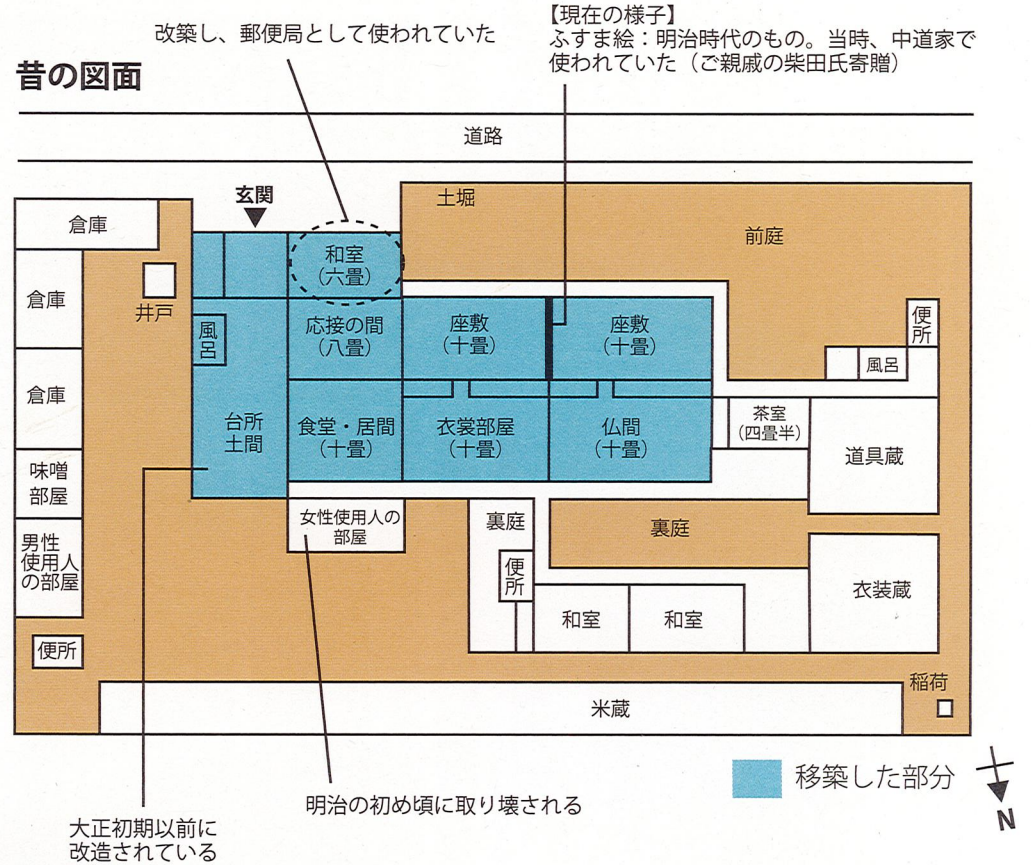 改築し、郵便局として使われていた
【現在の様子】
ふすま絵：明治時代のもの。当時、中道家で
使われていた（ご親戚の柴田氏寄贈）
昔の図面
道路
玄関
土堀
前庭
倉庫
和室
（六畳）
倉庫
井戸
風呂
応接の間
（八畳）
座敷
（十畳）
座敷
（十畳）
便所
風呂
倉庫
台所
土間
食堂・居間
（十畳）
衣裳部屋
（十畳）
仏間
（十畳）
茶室
（四畳半）
道具蔵
味噌
部屋
女性使用人の
部屋
裏庭
裏庭
男性
使用人
の部屋
便所
衣装蔵
和室
和室
便所
稲荷
米蔵
移築した部分
N
明治の初め頃に取り壊される
大正初期以前に
改造されている